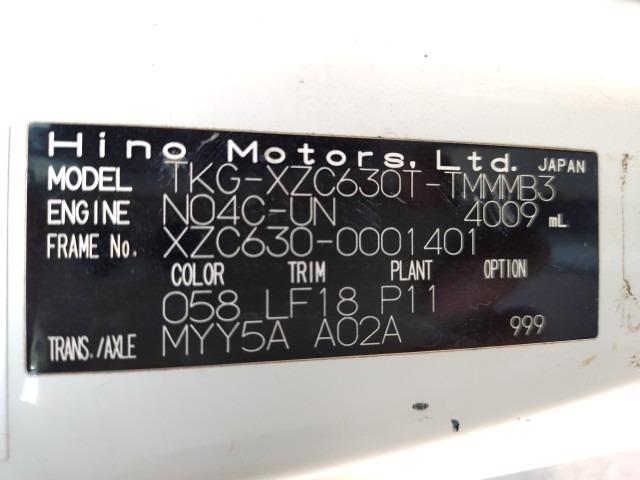 Hino Motors, Ltd. JAPAN
MODEL TKG-XZC630T-TMMMB3
ENGINE N04C-UN 4009 mL
FRAME No. XZC630-0001401
COLOR TRIM PLANT OPTION
058 LF18 P11
TRANS./AXLE MYY5A A02A 999